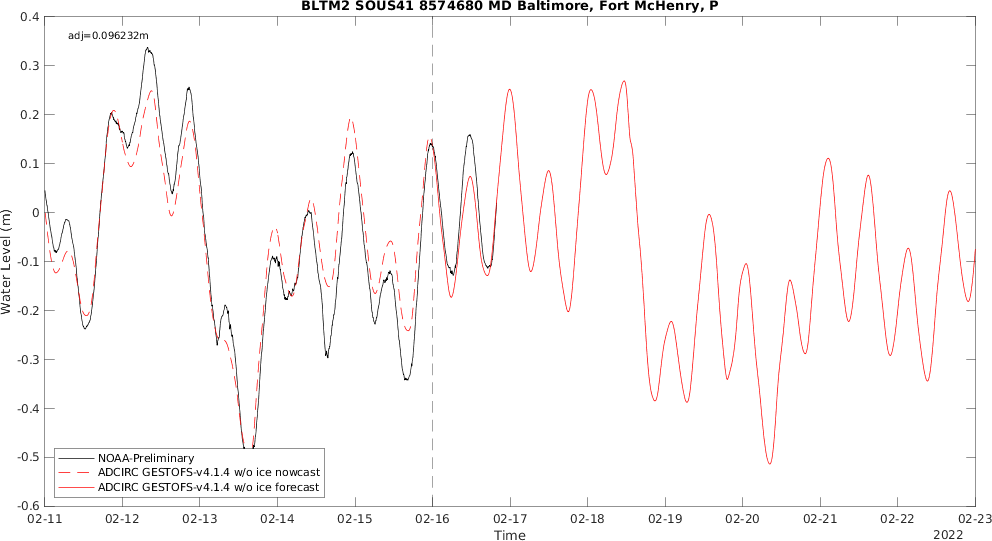 BLTM2 SOUS41 8574680 MD Baltimore, Fort McHenry, P
adj=0.096232m
Water Level (m)
0.4
0.3
0.2
0.1
0
-0.1
-0.2
-0.3
-0.4
-0.5
-0.6
NOAA-Preliminary
ADCIRC GESTOFS-v4.1.4 w/o ice nowcast
ADCIRC GESTOFS-v4.1.4 w/o ice forecast
02-11 02-12 02-13 02-14 02-15 02-16 02-17 02-18 02-19 02-20 02-21 02-22 02-23
Time
2022